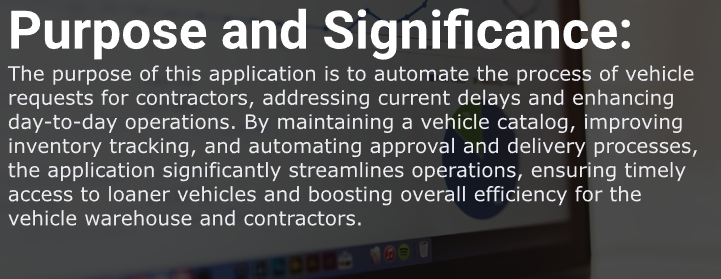 Purpose and Significance:
The purpose of this application is to automate the process of vehicle
requests for contractors, addressing current delays and enhancing
day-to-day operations. By maintaining a vehicle catalog, improving
inventory tracking, and automating approval and delivery processes,
the application significantly streamlines operations, ensuring timely
access to loaner vehicles and boosting overall efficiency for the
vehicle warehouse and contractors.